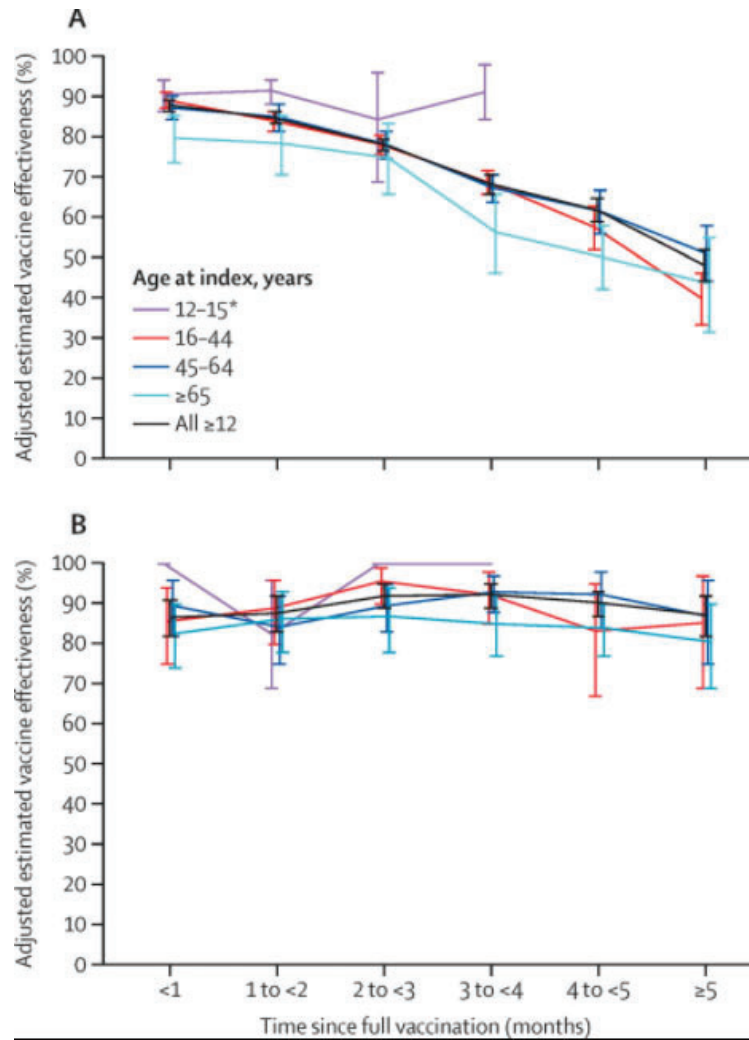 A
Adjusted estimated vaccine effectiveness (%)
100
90
80
70
60
50
40
30
20
10
0
Age at index, years
12–15*
16–44
45–64
≥65
All ≥12
B
Adjusted estimated vaccine effectiveness (%)
100
90
80
70
60
50
40
30
20
10
0
<1
1 to <2
2 to <3
3 to <4
4 to <5
≥5
Time since full vaccination (months)